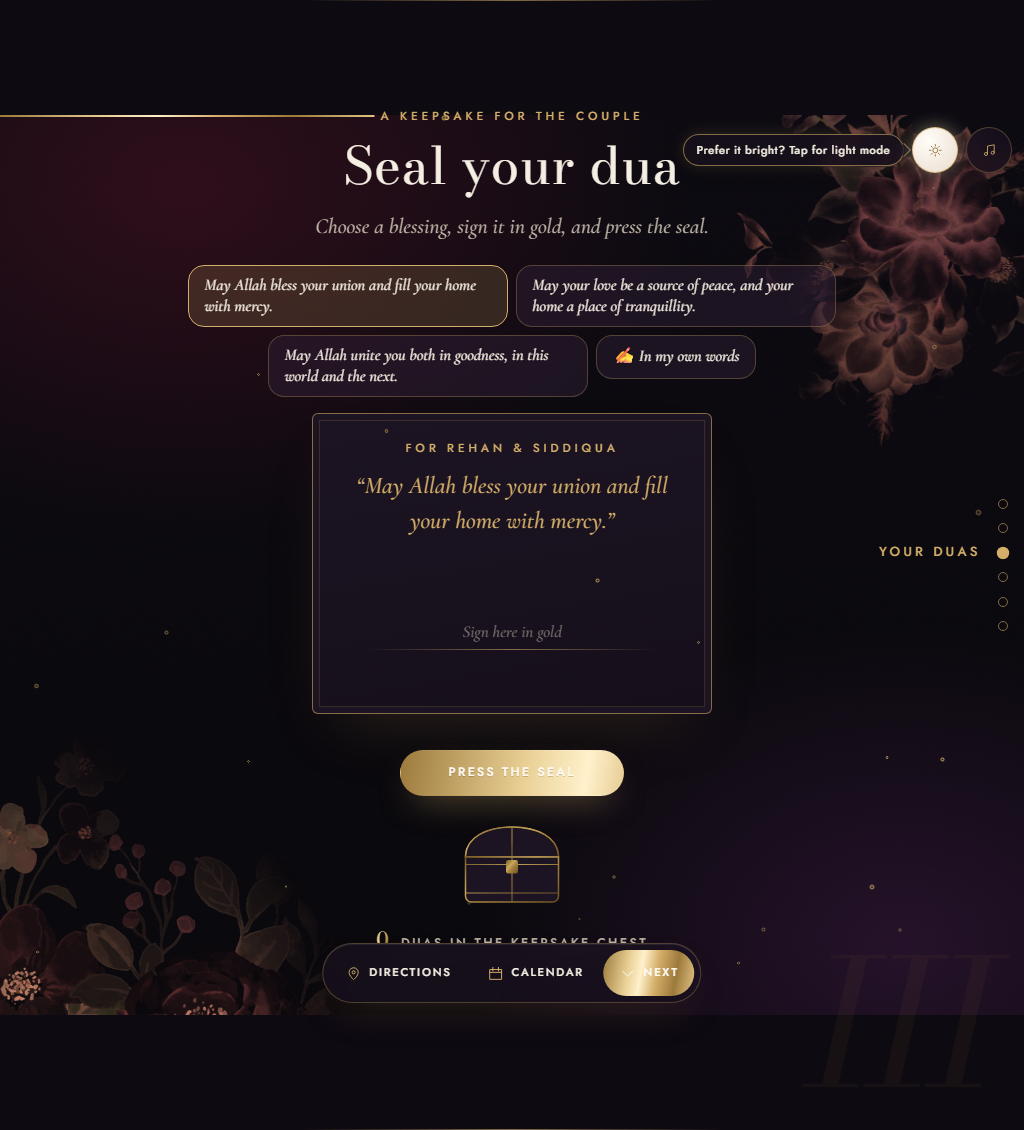 A KEEPSAKE FOR THE COUPLE
Prefer it bright? Tap for light mode
Seal your dua
Choose a blessing, sign it in gold, and press the seal.
May Allah bless your union and fill your home
with mercy.
May your love be a source of peace, and your
home a place of tranquillity.
May Allah unite you both in goodness, in this
world and the next.
✍️ In my own words
FOR REHAN & SIDDIQUA
“May Allah bless your union and fill
your home with mercy.”
YOUR DUAS
Sign here in gold
PRESS THE SEAL
0 DUAS IN THE KEEPSAKE CHEST
DIRECTIONS
CALENDAR
NEXT
III